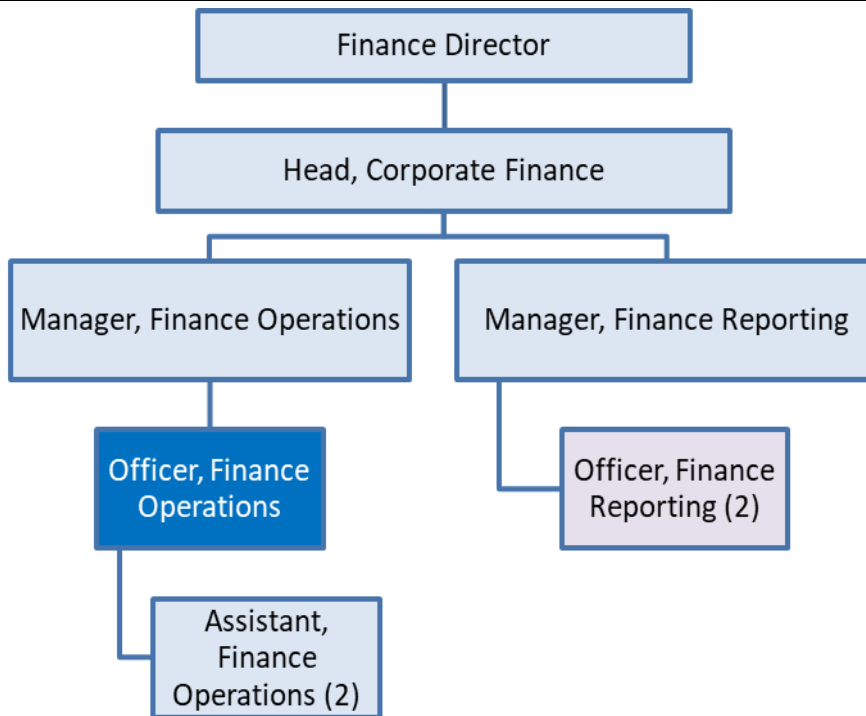 Finance Director
Head, Corporate Finance
Manager, Finance Operations
Manager, Finance Reporting
Officer, Finance
Operations
Officer, Finance
Reporting (2)
Assistant,
Finance
Operations (2)